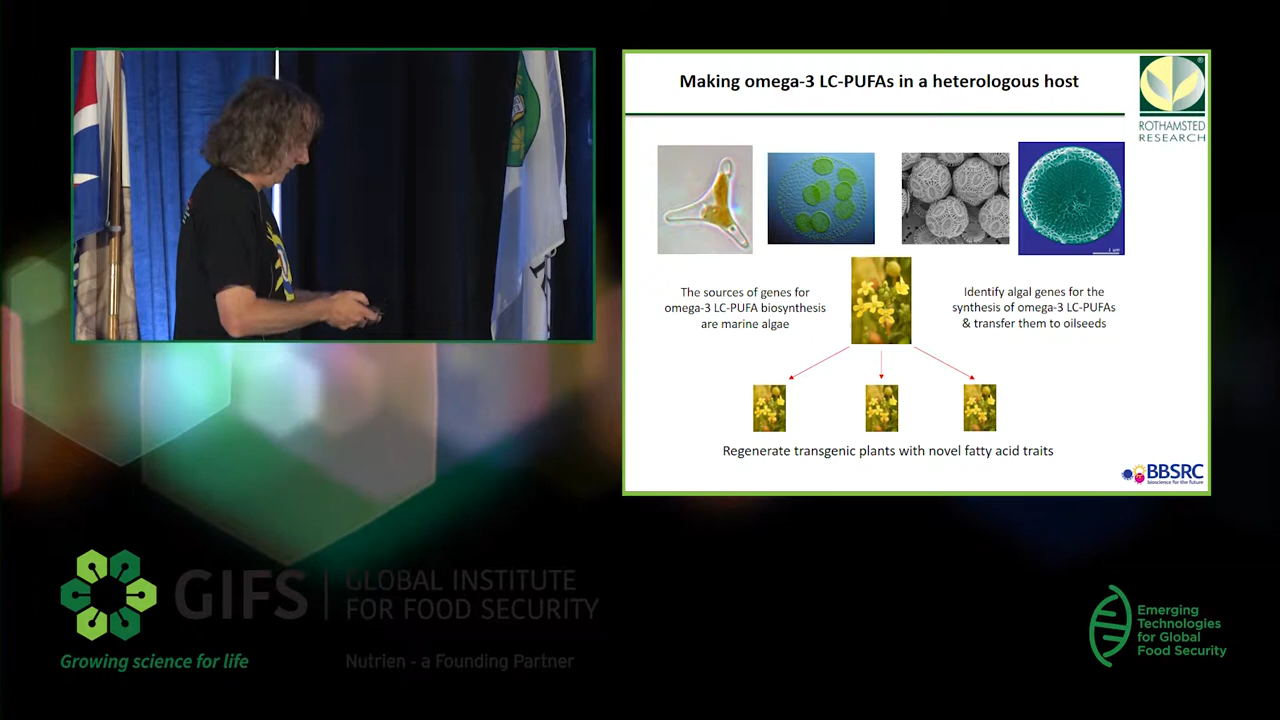 Making omega-3 LC-PUFAs in a heterologous host
ROTHAMSTED
RESEARCH
The sources of genes for
omega-3 LC-PUFA biosynthesis
are marine algae
Identify algal genes for the
synthesis of omega-3 LC-PUFAs
& transfer them to oilseeds
Regenerate transgenic plants with novel fatty acid traits
BBSRC
bioscience for the future
GIFS
GLOBAL INSTITUTE
FOR FOOD SECURITY
Growing science for life
Nutrien - a Founding Partner
Emerging
Technologies
for Global
Food Security